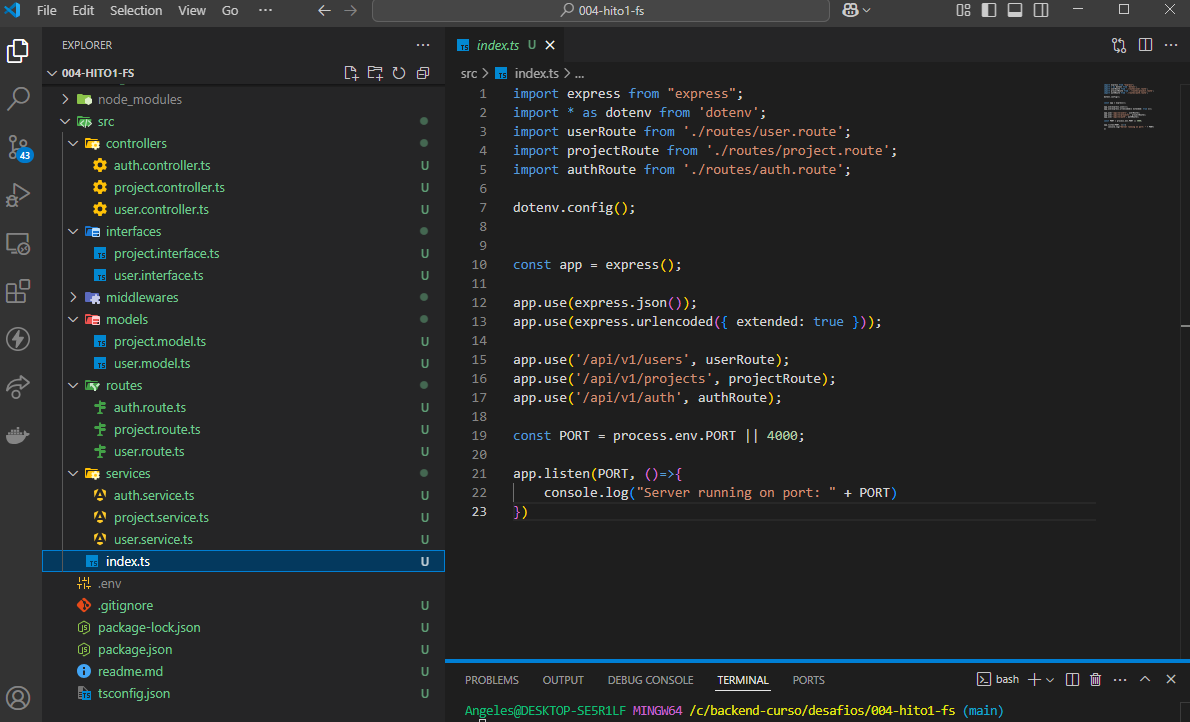 File Edit Selection View Go ··· 004-hito1-fs
EXPLORER ···
004-HITO1-FS
node_modules
src
controllers
auth.controller.ts U
project.controller.ts U
user.controller.ts U
interfaces
project.interface.ts U
user.interface.ts U
middlewares
models
project.model.ts U
user.model.ts U
routes
auth.route.ts U
project.route.ts U
user.route.ts U
services
auth.service.ts U
project.service.ts U
user.service.ts U
index.ts U
.env
.gitignore U
package-lock.json U
package.json U
readme.md U
tsconfig.json U
43
index.ts U
src > index.ts > ...
1 import express from "express";
2 import * as dotenv from 'dotenv';
3 import userRoute from './routes/user.route';
4 import projectRoute from './routes/project.route';
5 import authRoute from './routes/auth.route';
6
7 dotenv.config();
8
9
10 const app = express();
11
12 app.use(express.json());
13 app.use(express.urlencoded({ extended: true }));
14
15 app.use('/api/v1/users', userRoute);
16 app.use('/api/v1/projects', projectRoute);
17 app.use('/api/v1/auth', authRoute);
18
19 const PORT = process.env.PORT || 4000;
20
21 app.listen(PORT, ()=>{
22 console.log("Server running on port: " + PORT)
23 })
PROBLEMS OUTPUT DEBUG CONSOLE TERMINAL PORTS bash
Angeles@DESKTOP-SE5R1LF MINGW64 /c/backend-curso/desafios/004-hito1-fs (main)